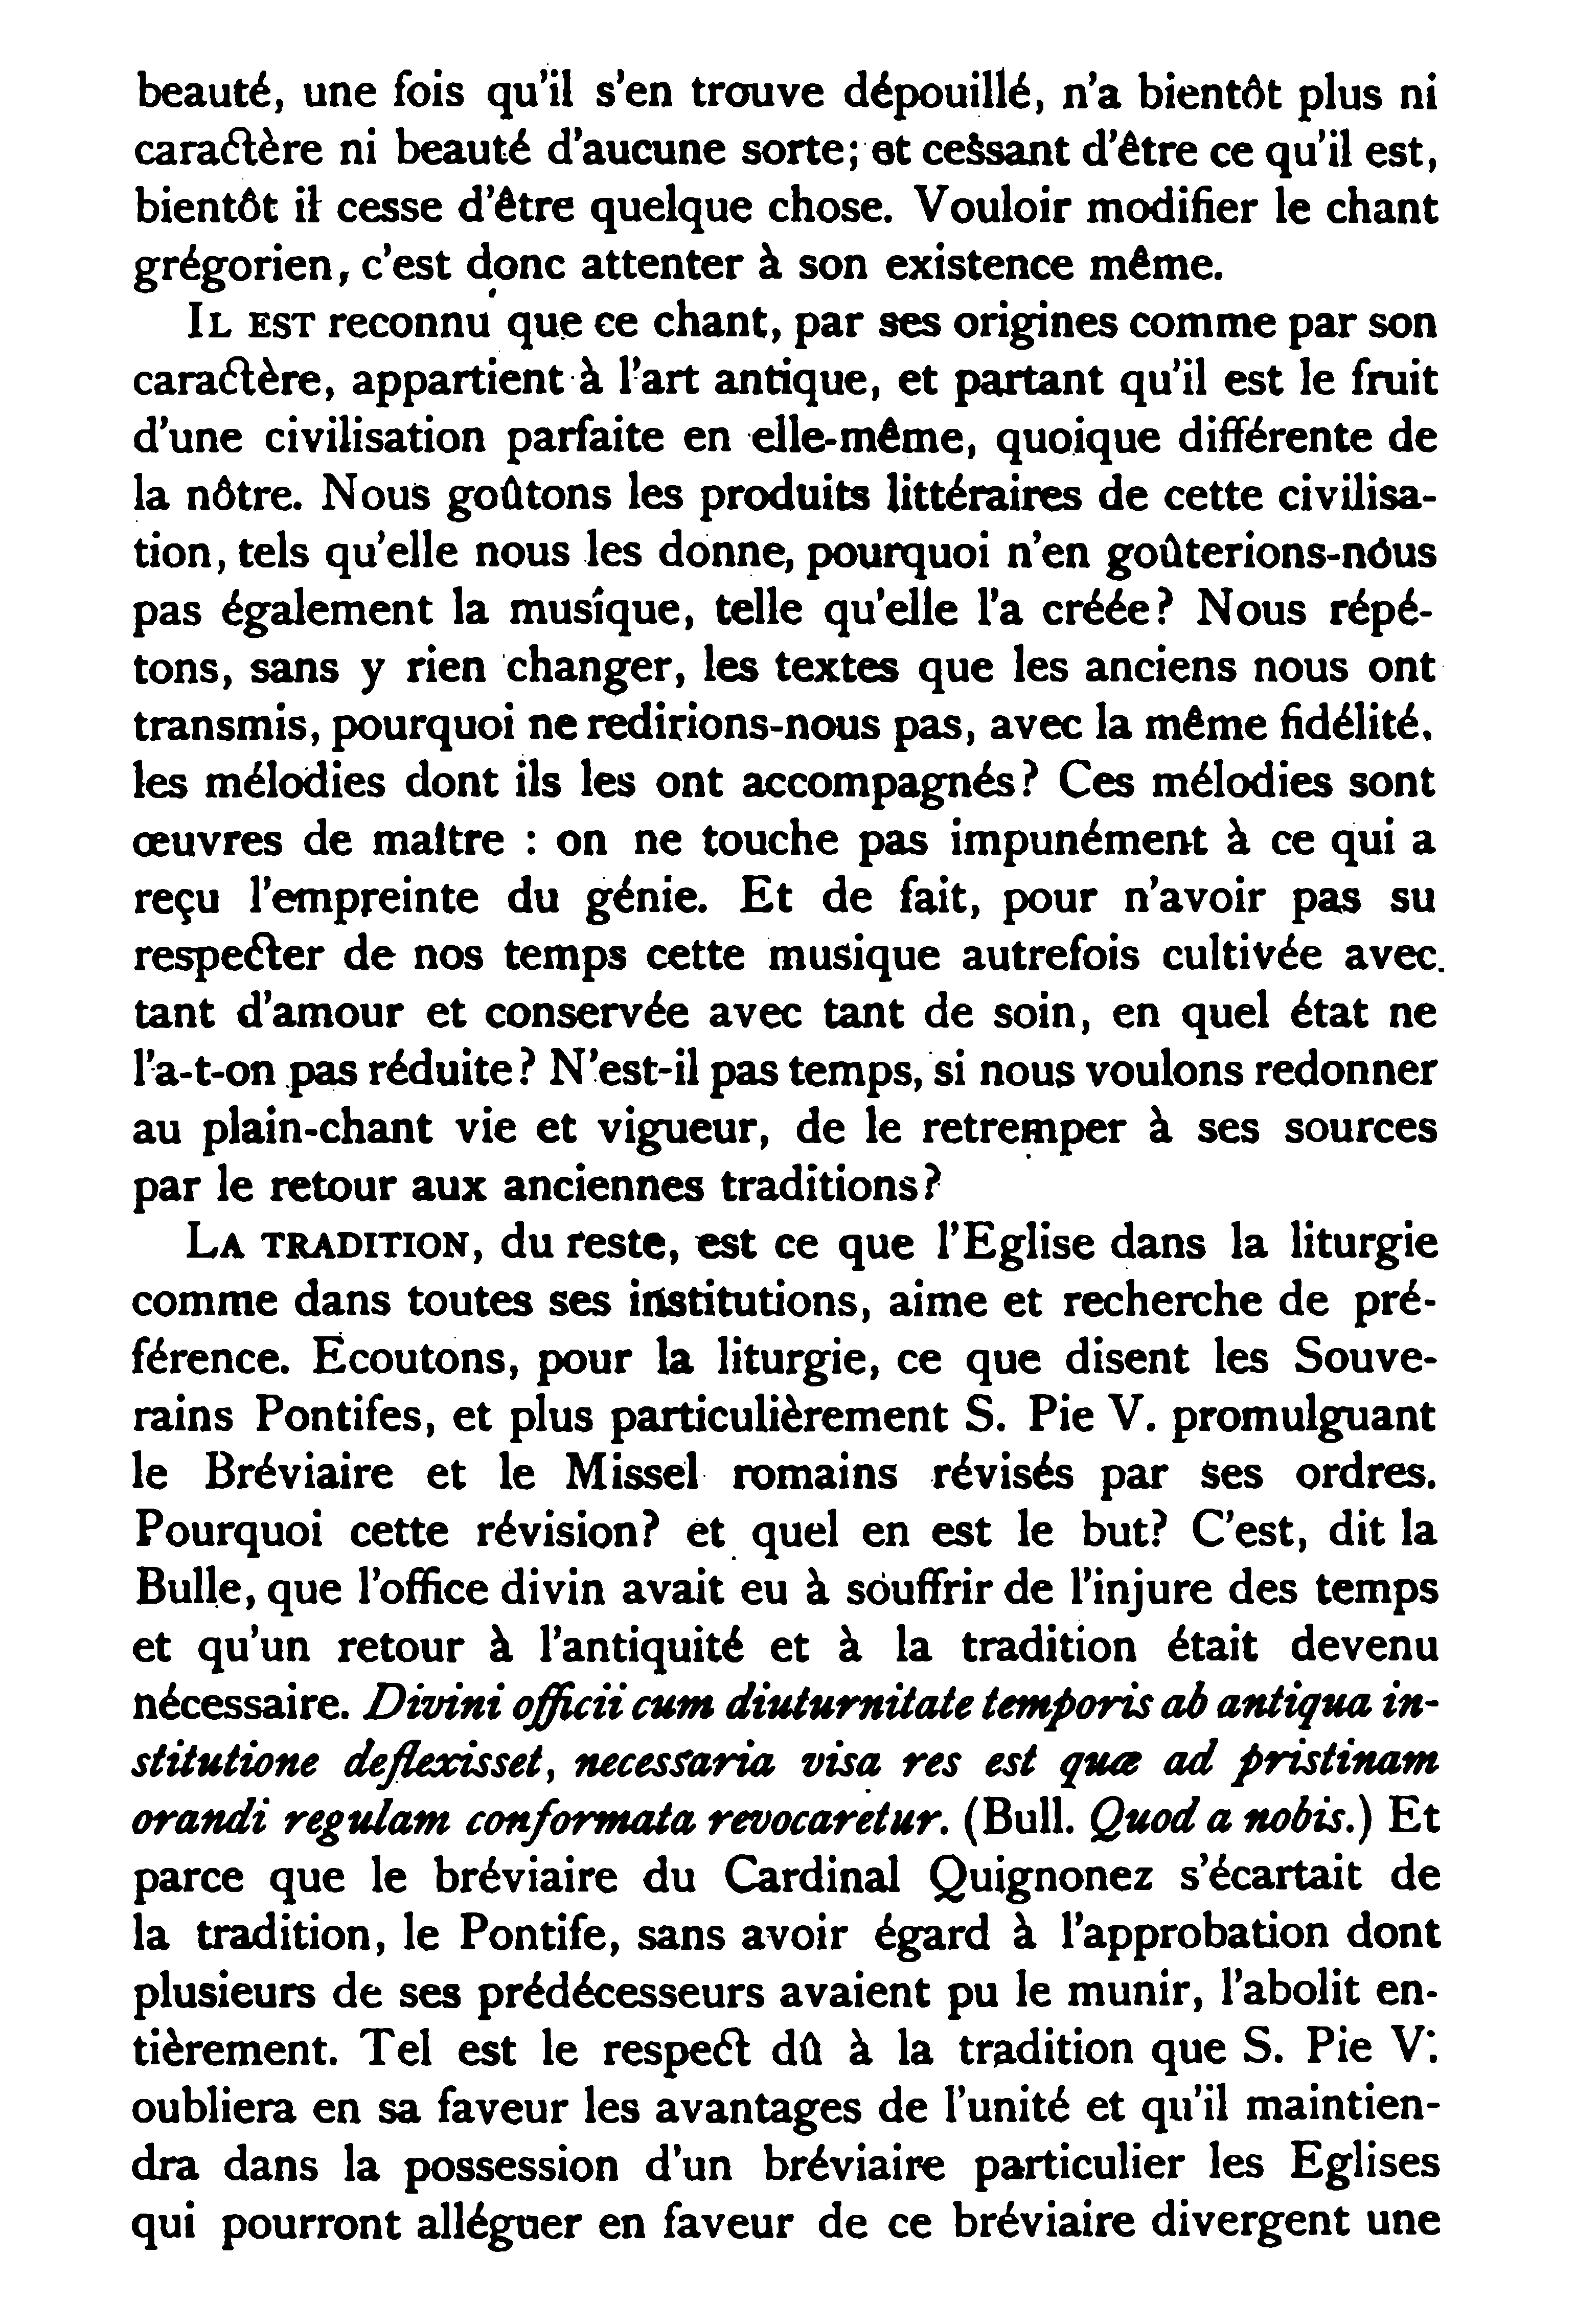 beauté, une fois qu'il s'en trouve dépouillé, n'a bientôt plus ni
caractère ni beauté d'aucune sorte; et cessant d'être ce qu'il est,
bientôt il cesse d'être quelque chose. Vouloir modifier le chant
grégorien, c'est donc attenter à son existence même.
IL EST reconnu que ce chant, par ses origines comme par son
caractère, appartient à l'art antique, et partant qu'il est le fruit
d'une civilisation parfaite en elle-même, quoique différente de
la nôtre. Nous goûtons les produits littéraires de cette civilisa-
tion, tels qu'elle nous les donne, pourquoi n'en goûterions-nous
pas également la musique, telle qu'elle l'a créée? Nous répé-
tons, sans y rien changer, les textes que les anciens nous ont
transmis, pourquoi ne redirions-nous pas, avec la même fidélité,
les mélodies dont ils les ont accompagnés? Ces mélodies sont
œuvres de maître : on ne touche pas impunément à ce qui a
reçu l'empreinte du génie. Et de fait, pour n'avoir pas su
respecter de nos temps cette musique autrefois cultivée avec
tant d'amour et conservée avec tant de soin, en quel état ne
l'a-t-on pas réduite? N'est-il pas temps, si nous voulons redonner
au plain-chant vie et vigueur, de le retremper à ses sources
par le retour aux anciennes traditions?
LA TRADITION, du reste, est ce que l'Eglise dans la liturgie
comme dans toutes ses institutions, aime et recherche de pré-
férence. Ecoutons, pour la liturgie, ce que disent les Souve-
rains Pontifes, et plus particulièrement S. Pie V. promulguant
le Bréviaire et le Missel romains révisés par ses ordres.
Pourquoi cette révision? et quel en est le but? C'est, dit la
Bulle, que l'office divin avait eu à souffrir de l'injure des temps
et qu'un retour à l'antiquité et à la tradition était devenu
nécessaire. Divini officii cum diuturnitate temporis ab antiqua in-
stitutione deflexisset, necessaria visa res est quæ ad pristinam
orandi regulam conformata revocaretur. (Bull. Quod a nobis.) Et
parce que le bréviaire du Cardinal Quignonez s'écartait de
la tradition, le Pontife, sans avoir égard à l'approbation dont
plusieurs de ses prédécesseurs avaient pu le munir, l'abolit en-
tièrement. Tel est le respect dû à la tradition que S. Pie V.
oubliera en sa faveur les avantages de l'unité et qu'il maintien-
dra dans la possession d'un bréviaire particulier les Eglises
qui pourront alléguer en faveur de ce bréviaire divergent une